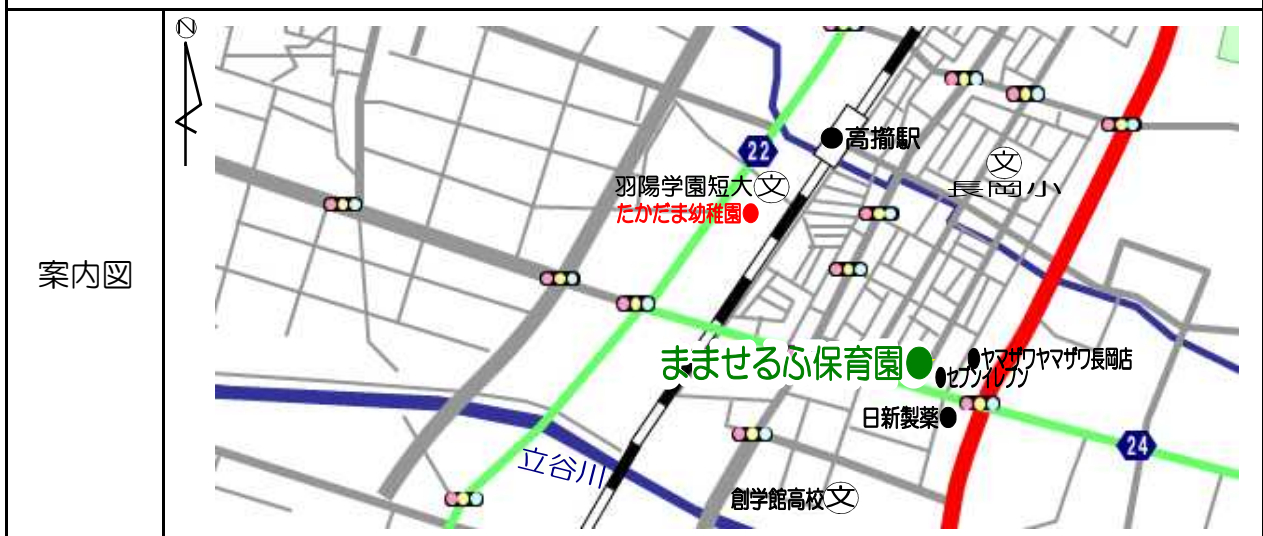 案内図
N
22
高擶駅
文
長岡小
羽陽学園短大文
たかだま幼稚園
まませるふ保育園
ヤマザワヤマザワ長岡店
セブンイレブン
日新製薬
24
立谷川
創学館高校文